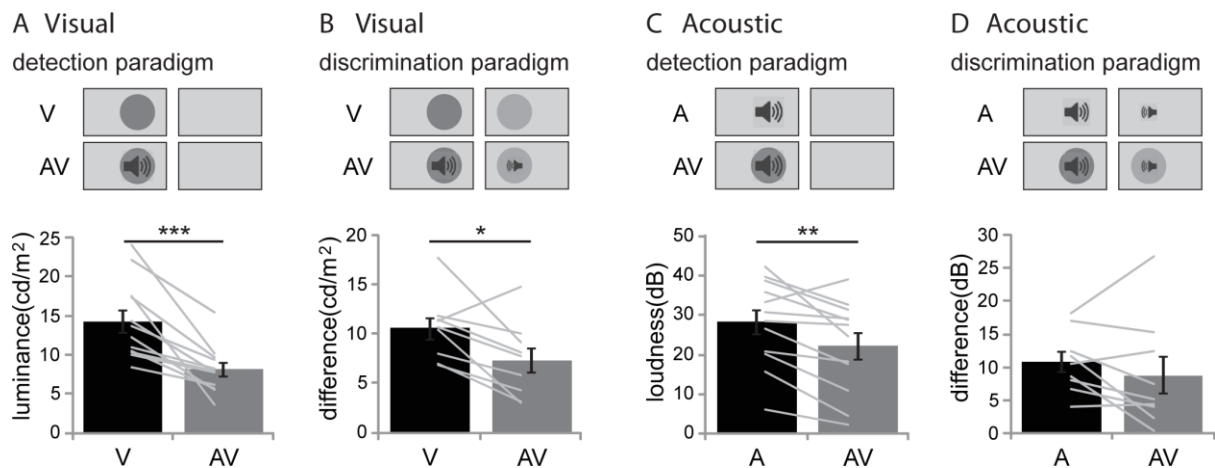 A Visual
detection paradigm
V
AV
luminance(cd/m²)
25
20
15
10
5
0
***
V
AV
B Visual
discrimination paradigm
V
AV
difference(cd/m²)
20
15
10
5
0
*
V
AV
C Acoustic
detection paradigm
A
AV
loudness(dB)
50
40
30
20
10
0
**
A
AV
D Acoustic
discrimination paradigm
A
AV
difference(dB)
30
25
20
15
10
5
0
A
AV